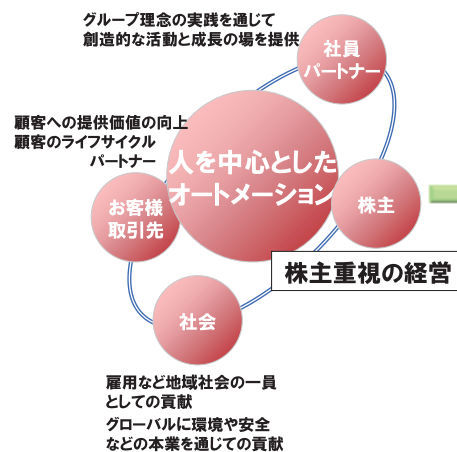 グループ理念の実践を通じて
創造的な活動と成長の場を提供
社員
パートナー
顧客への提供価値の向上
顧客のライフサイクル
パートナー
人を中心とした
オートメーション
お客様
取引先
株主
株主重視の経営
社会
雇用など地域社会の一員
としての貢献
グローバルに環境や安全
などの本業を通じての貢献